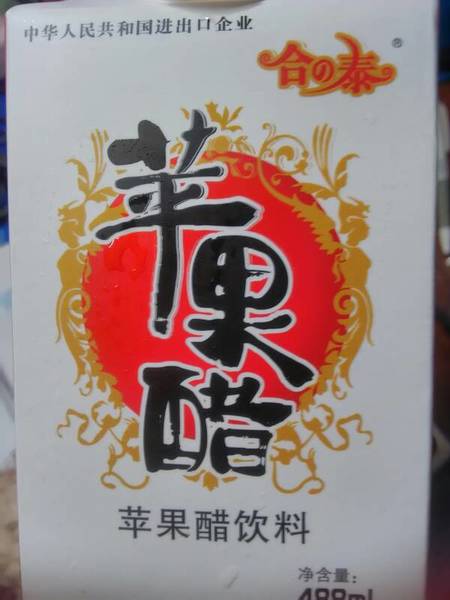 中华人民共和国进出口企业
合の泰®
苹果醋
苹果醋饮料
净含量:
488ml